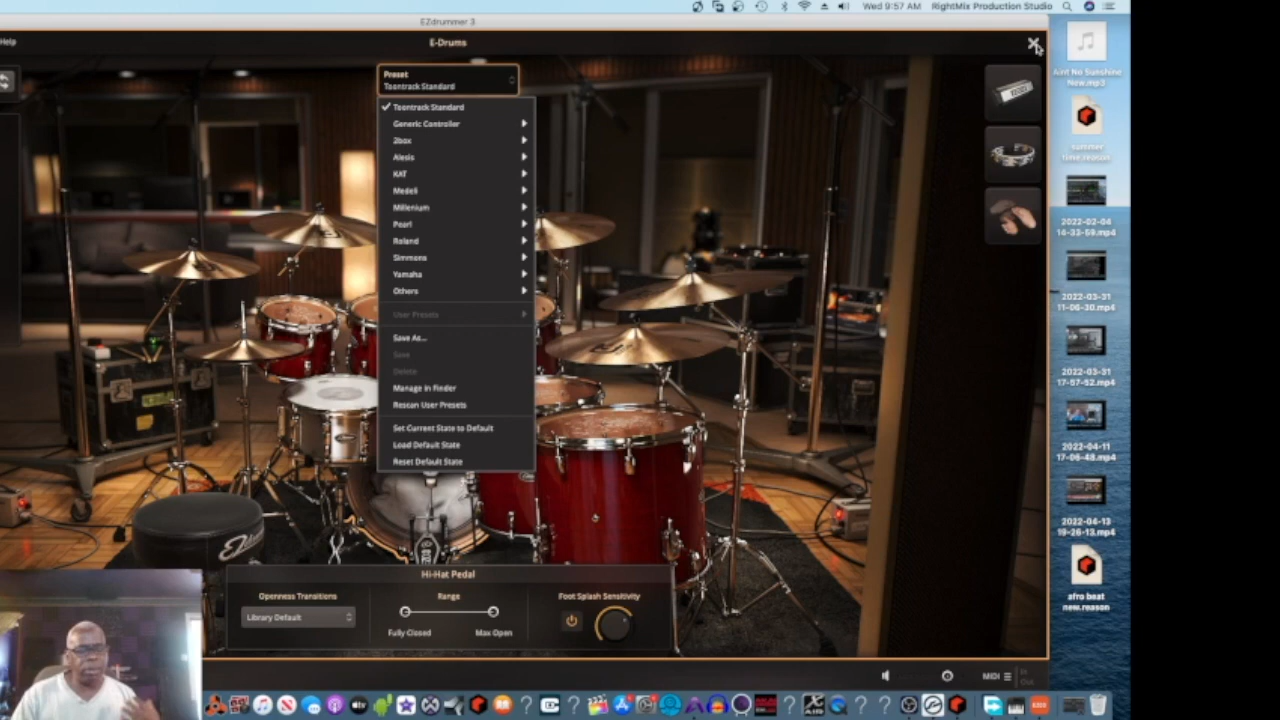 Wed 9:57 AM RightMix Production Studio
EZdrummer 3
Help
E-Drums
Preset
Toontrack Standard
Toontrack Standard
Generic Controller
2box
Alesis
KAT
Medeli
Millenium
Pearl
Roland
Simmons
Yamaha
Others
User Presets
Save As...
Save
Delete
Manage in Finder
Rescan User Presets
Set Current State to Default
Load Default State
Reset Default State
Hi-Hat Pedal
Openness Transitions
Range
Foot Splash Sensitivity
Library Default
Fully Closed
Max Open
MIDI
In
Out
Aint No Sunshine
New.mp3
summer
time.reason
2022-02-04
14-32-59.mp4
2022-03-31
11-06-30.mp4
2022-03-31
17-57-52.mp4
2022-04-11
17-06-48.mp4
2022-04-13
19-26-13.mp4
afro beat
new.reason